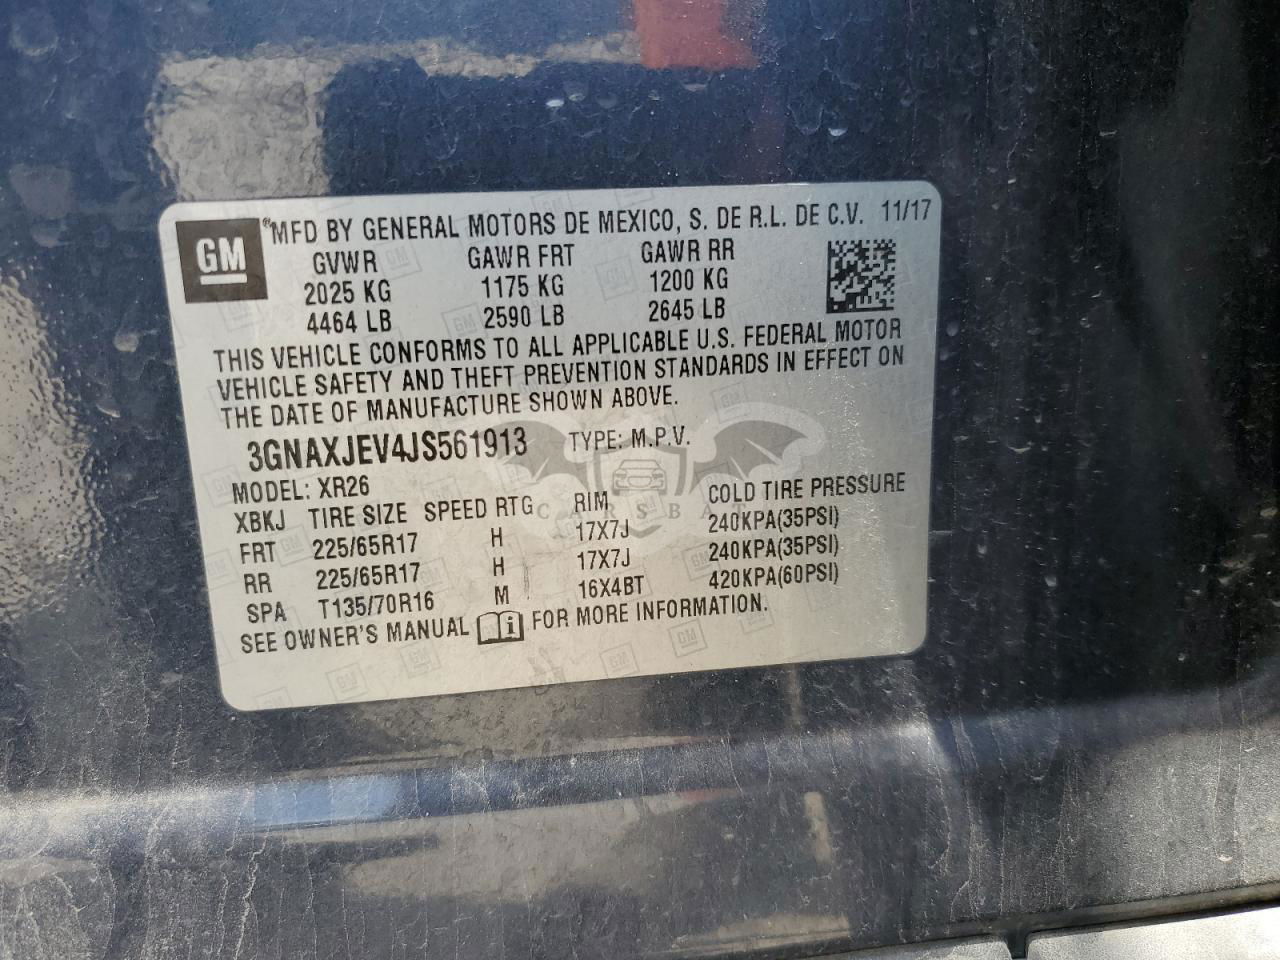 GM
®MFD BY GENERAL MOTORS DE MEXICO, S. DE R.L. DE C.V. 11/17
GVWR GAWR FRT GAWR RR
2025 KG 1175 KG 1200 KG
4464 LB 2590 LB 2645 LB
THIS VEHICLE CONFORMS TO ALL APPLICABLE U.S. FEDERAL MOTOR
VEHICLE SAFETY AND THEFT PREVENTION STANDARDS IN EFFECT ON
THE DATE OF MANUFACTURE SHOWN ABOVE.
3GNAXJEV4JS561913 TYPE: M.P.V.
MODEL: XR26
XBKJ TIRE SIZE SPEED RTG RIM COLD TIRE PRESSURE
FRT 225/65R17 H 17X7J 240KPA(35PSI)
RR 225/65R17 H 17X7J 240KPA(35PSI)
SPA T135/70R16 M 16X4BT 420KPA(60PSI)
SEE OWNER'S MANUAL i FOR MORE INFORMATION.
CARSBAT